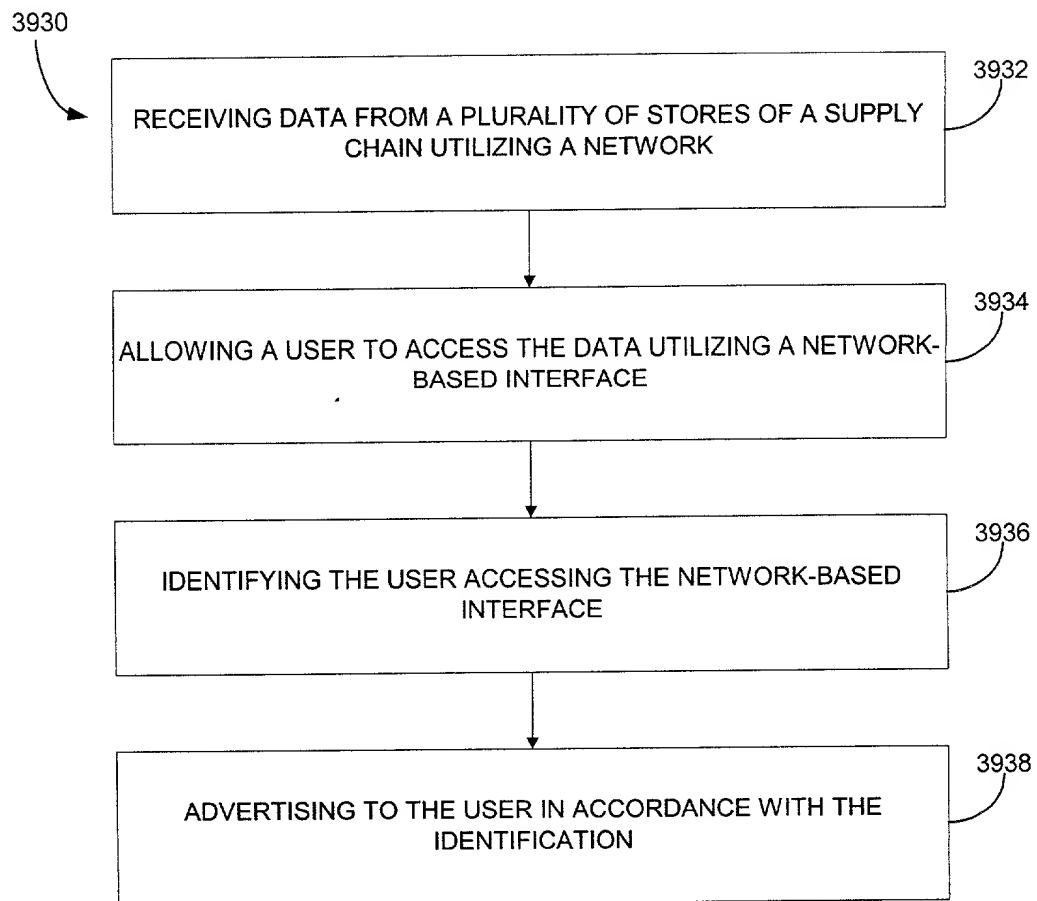 3930
3932
RECEIVING DATA FROM A PLURALITY OF STORES OF A SUPPLY
CHAIN UTILIZING A NETWORK
3934
ALLOWING A USER TO ACCESS THE DATA UTILIZING A NETWORK-
BASED INTERFACE
3936
IDENTIFYING THE USER ACCESSING THE NETWORK-BASED
INTERFACE
3938
ADVERTISING TO THE USER IN ACCORDANCE WITH THE
IDENTIFICATION